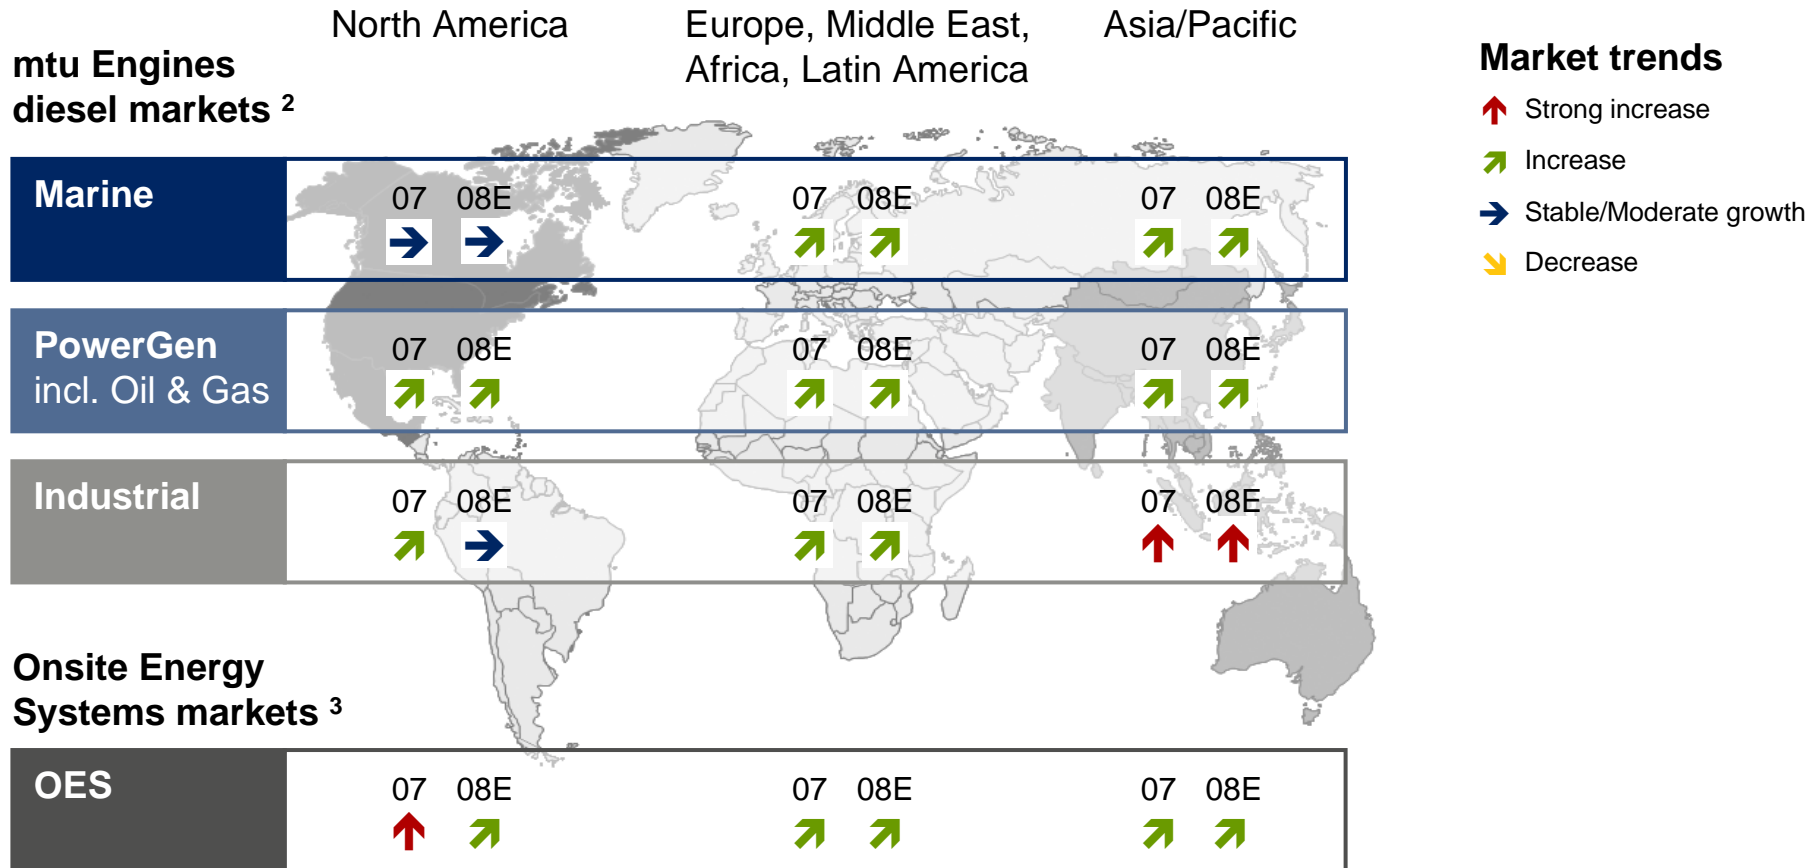 North America
Europe, Middle East,
Africa, Latin America
Asia/Pacific
mtu Engines
diesel markets 2
Market trends
Strong increase
Increase
Stable/Moderate growth
Decrease
Marine
07 08E
07 08E
07 08E
PowerGen
incl. Oil & Gas
07 08E
07 08E
07 08E
Industrial
07 08E
07 08E
07 08E
Onsite Energy
Systems markets 3
OES
07 08E
07 08E
07 08E